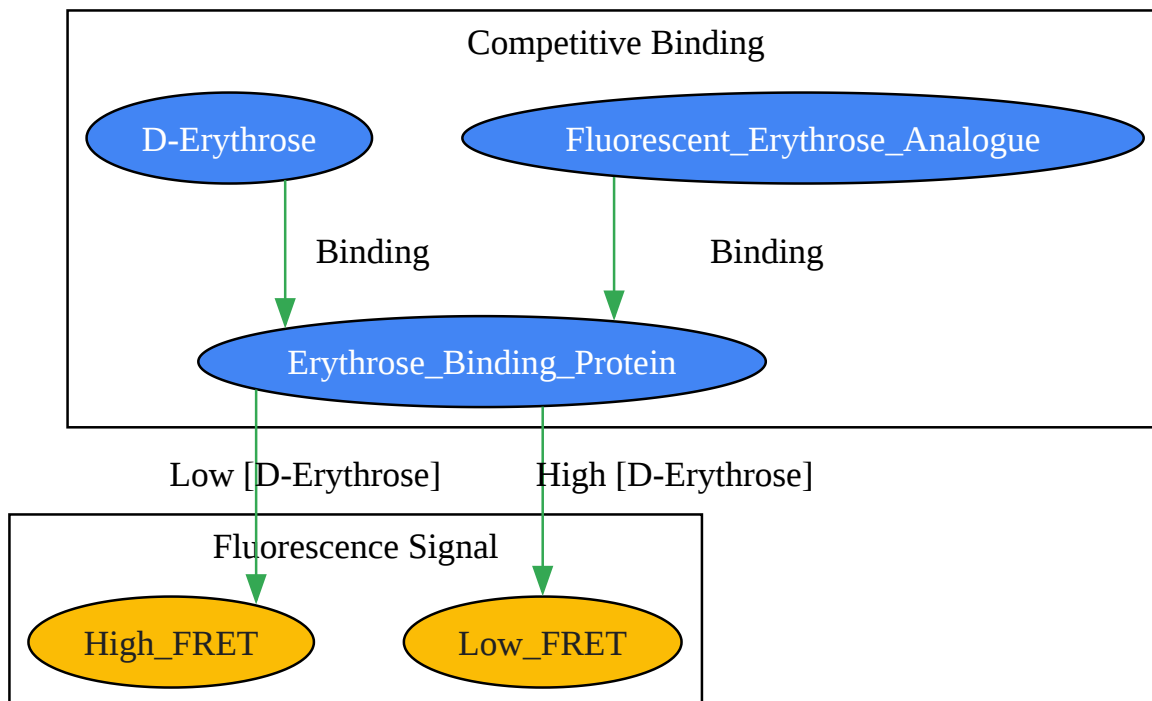 Competitive Binding
D-Erythrose
Fluorescent_Erythrose_Analogue
Binding
Binding
Erythrose_Binding_Protein
Low [D-Erythrose]
High [D-Erythrose]
Fluorescence Signal
High_FRET
Low_FRET